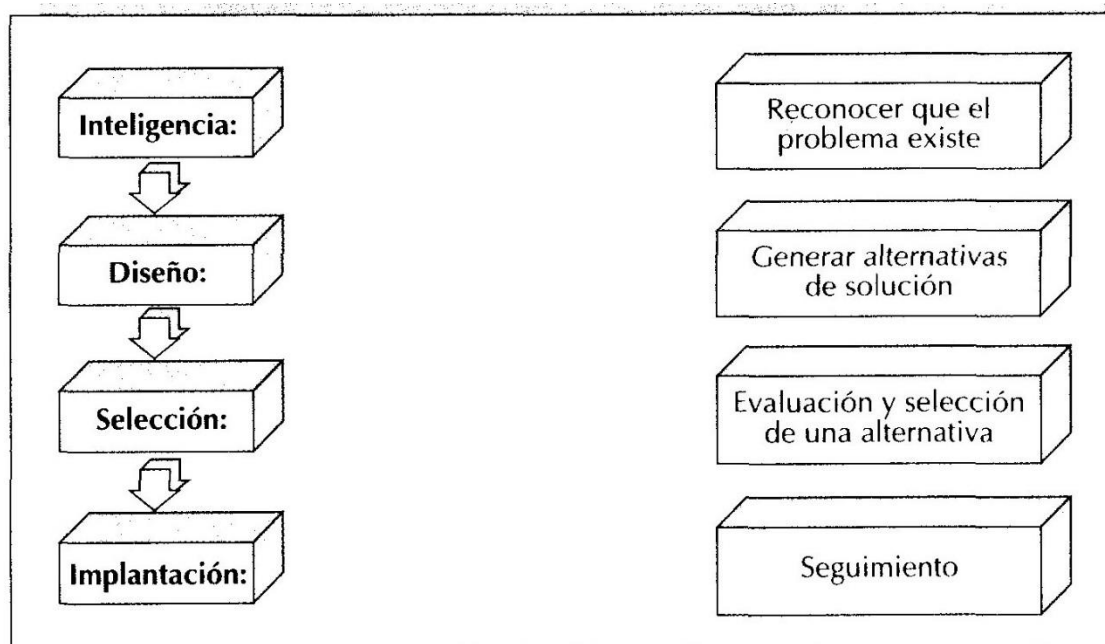 Inteligencia:
Reconocer que el
problema existe
Diseño:
Generar alternativas
de solución
Selección:
Evaluación y selección
de una alternativa
Implantación:
Seguimiento